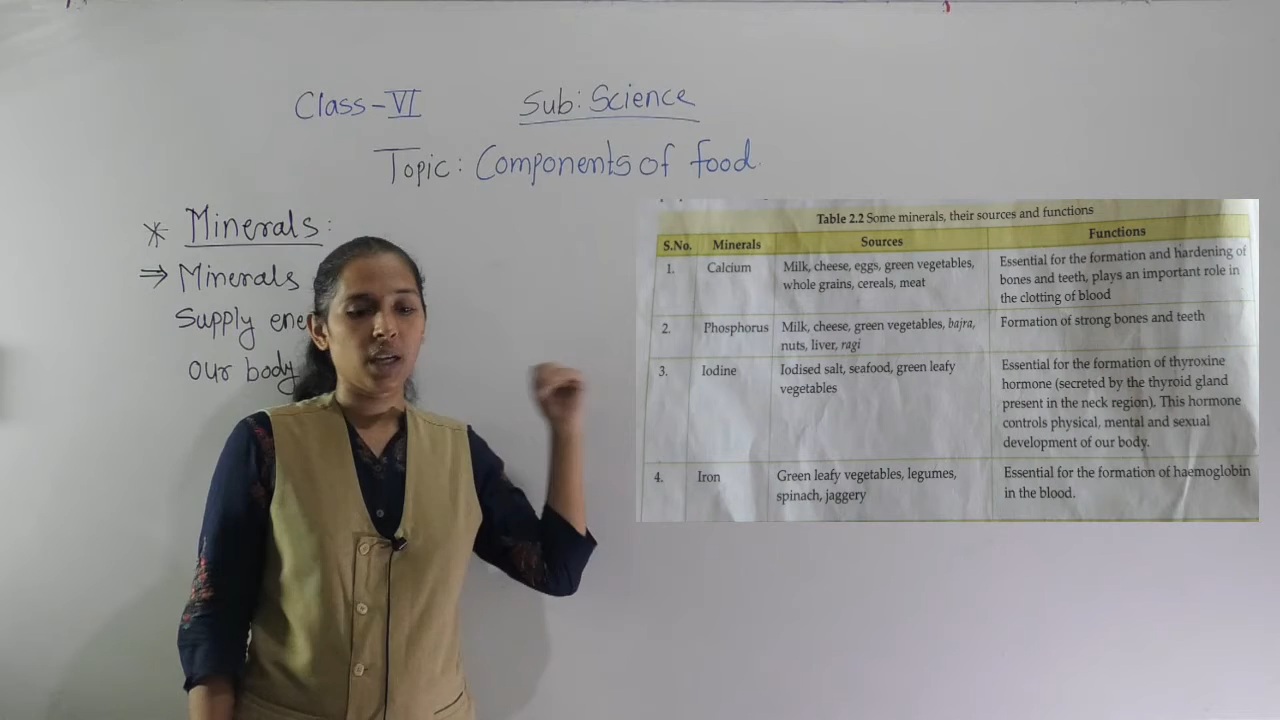 Class-VI Sub: Science
Topic: Components of food.
* Minerals:
⇒ Minerals
Supply
Our body
Table 2.2 Some minerals, their sources and functions
S.No. Minerals Sources Functions
1. Calcium Milk, cheese, eggs, green vegetables, Essential for the formation and hardening of
whole grains, cereals, meat bones and teeth, plays an important role in
the clotting of blood
2. Phosphorus Milk, cheese, green vegetables, bajra, Formation of strong bones and teeth
nuts, liver, ragi
3. Iodine Iodised salt, seafood, green leafy Essential for the formation of thyroxine
vegetables hormone (secreted by the thyroid gland
present in the neck region). This hormone
controls physical, mental and sexual
development of our body.
4. Iron Green leafy vegetables, legumes, Essential for the formation of haemoglobin
spinach, jaggery in the blood.